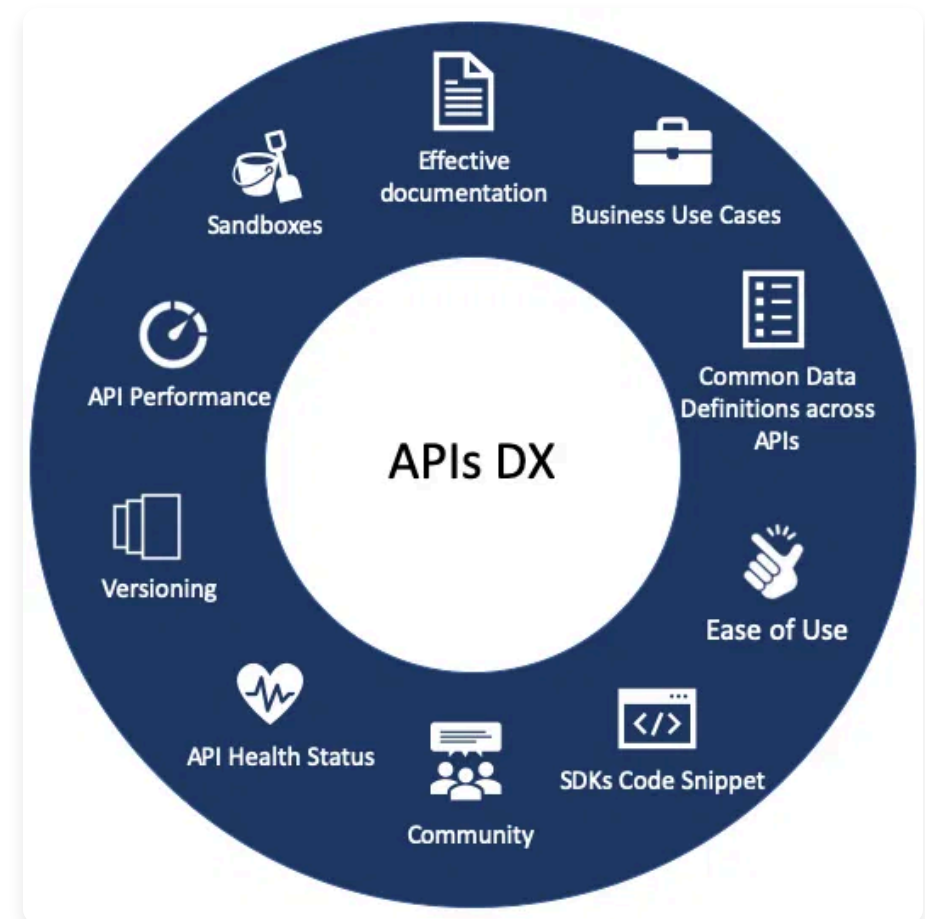 Effective
documentation
Business Use Cases
Common Data
Definitions across
APIs
Ease of Use
SDKs Code Snippet
Community
API Health Status
Versioning
API Performance
Sandboxes
APIs DX